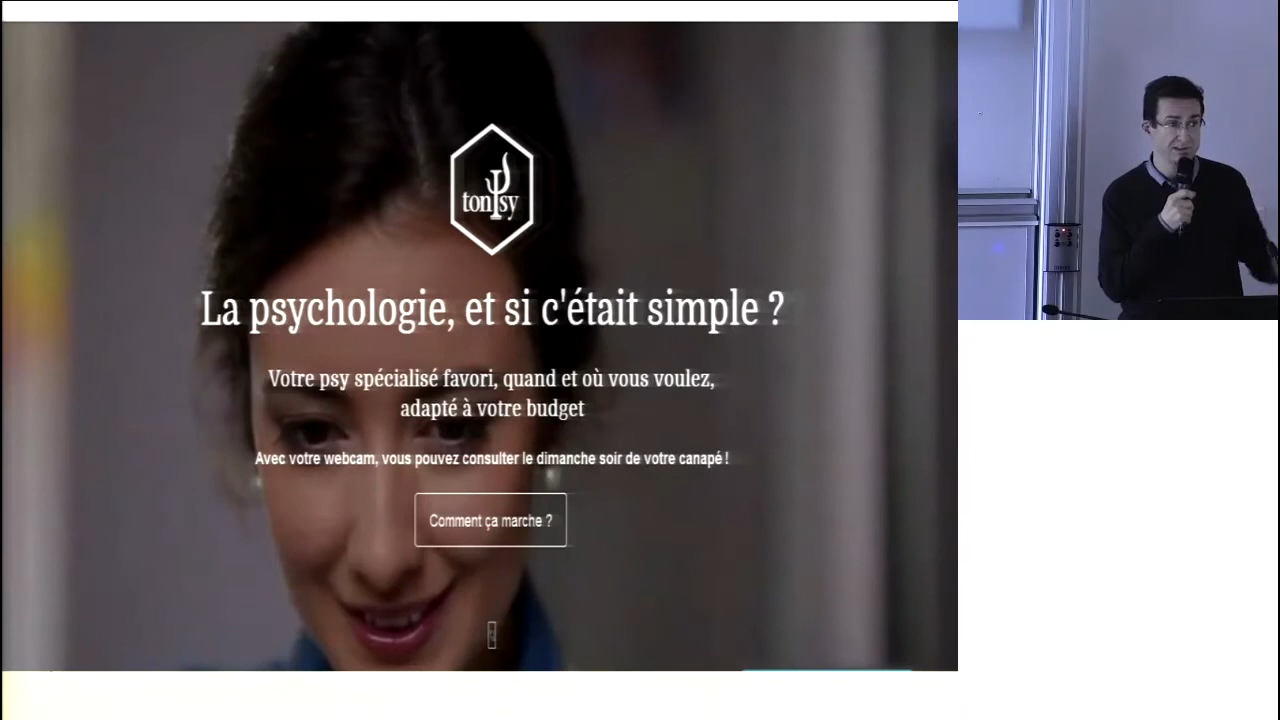 tonpsy
La psychologie, et si c'était simple ?
Votre psy spécialisé favori, quand et où vous voulez,
adapté à votre budget
Avec votre webcam, vous pouvez consulter le dimanche soir de votre canapé !
Comment ça marche ?